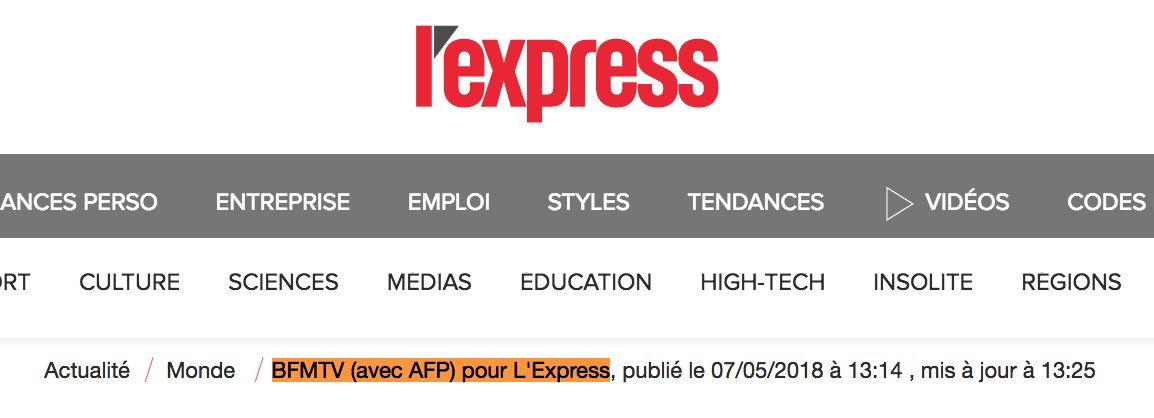 l'express
ANCES PERSO ENTREPRISE EMPLOI STYLES TENDANCES VIDÉOS CODES
ORT CULTURE SCIENCES MEDIAS EDUCATION HIGH-TECH INSOLITE REGIONS
Actualité / Monde / BFMTV (avec AFP) pour L'Express, publié le 07/05/2018 à 13:14 , mis à jour à 13:25